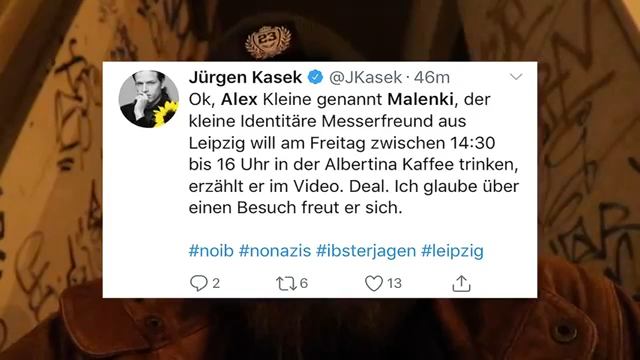 23
Jürgen Kasek @JKasek · 46m
Ok, Alex Kleine genannt Malenki, der
kleine Identitäre Messerfreund aus
Leipzig will am Freitag zwischen 14:30
bis 16 Uhr in der Albertina Kaffee trinken,
erzählt er im Video. Deal. Ich glaube über
einen Besuch freut er sich.
#noib #nonazis #ibsterjagen #leipzig
2 6 13